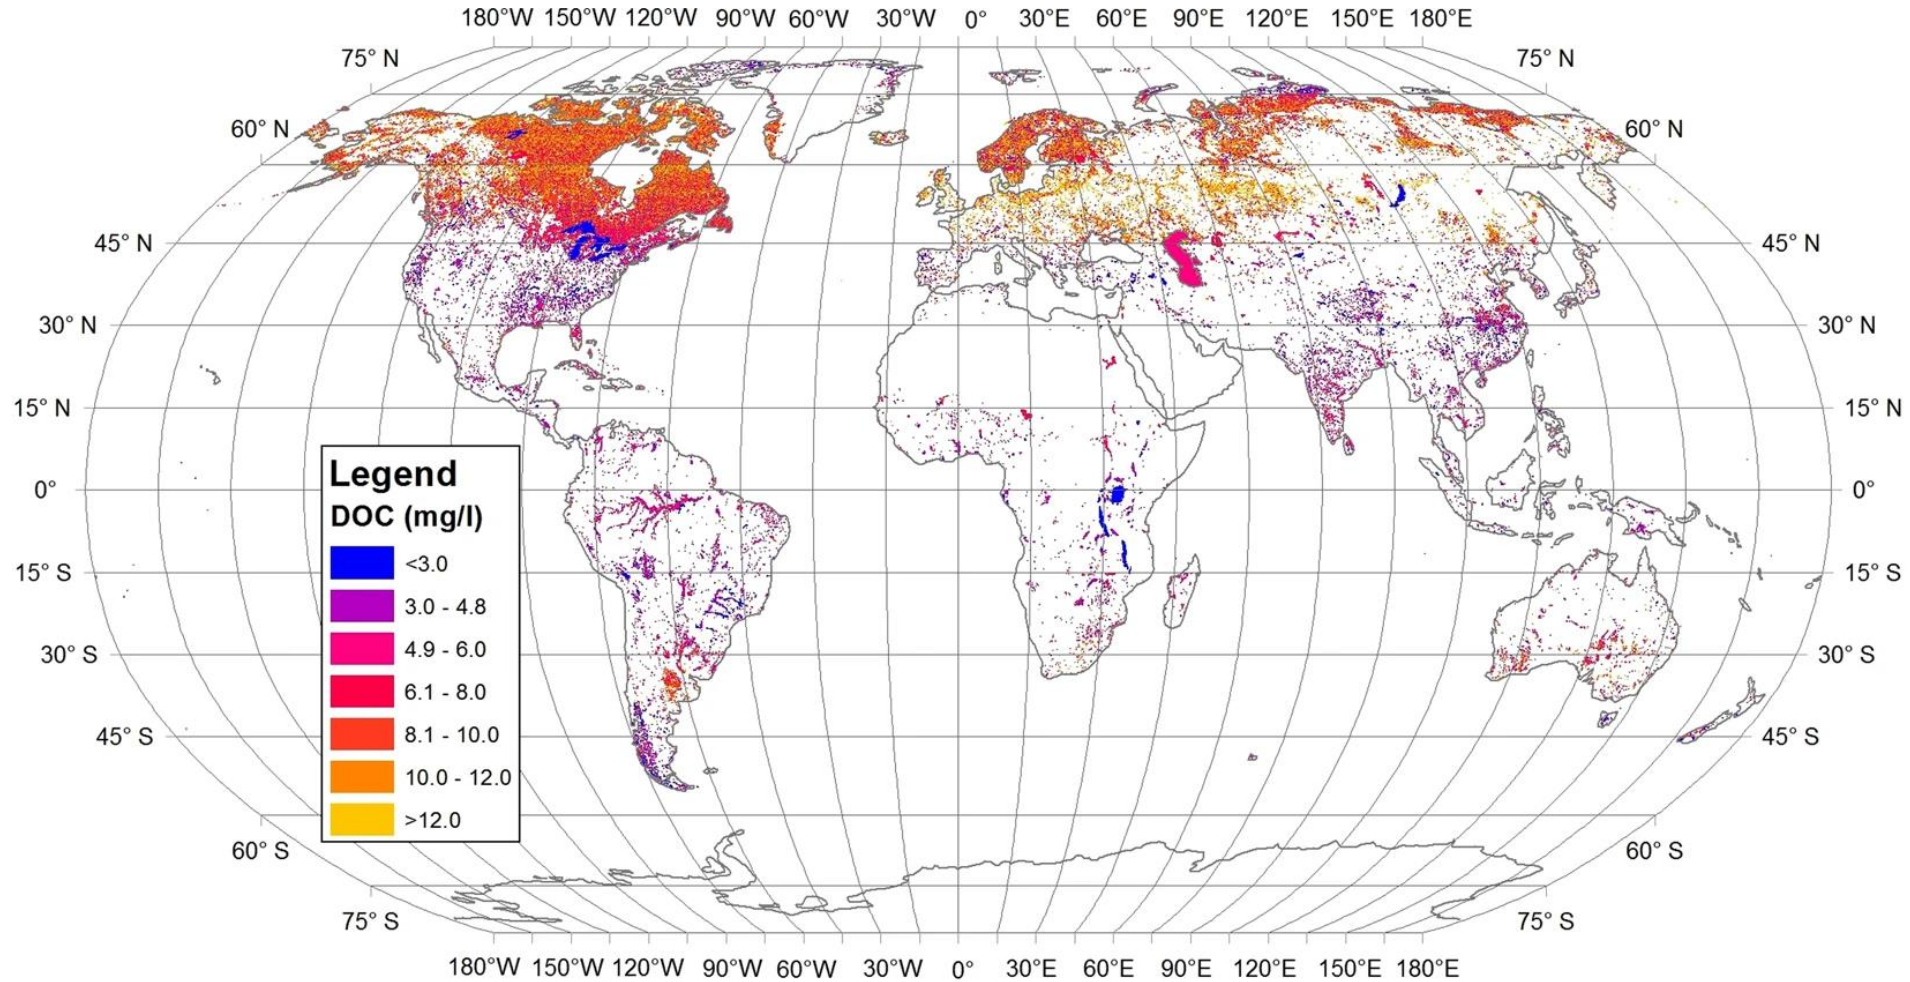 180°W 150°W 120°W 90°W 60°W 30°W 0° 30°E 60°E 90°E 120°E 150°E 180°E
75° N 75° N
60° N 60° N
45° N 45° N
30° N 30° N
15° N 15° N
0° 0°
15° S 15° S
30° S 30° S
45° S 45° S
60° S 60° S
75° S 75° S
Legend
DOC (mg/l)
<3.0
3.0 - 4.8
4.9 - 6.0
6.1 - 8.0
8.1 - 10.0
10.0 - 12.0
>12.0
180°W 150°W 120°W 90°W 60°W 30°W 0° 30°E 60°E 90°E 120°E 150°E 180°E